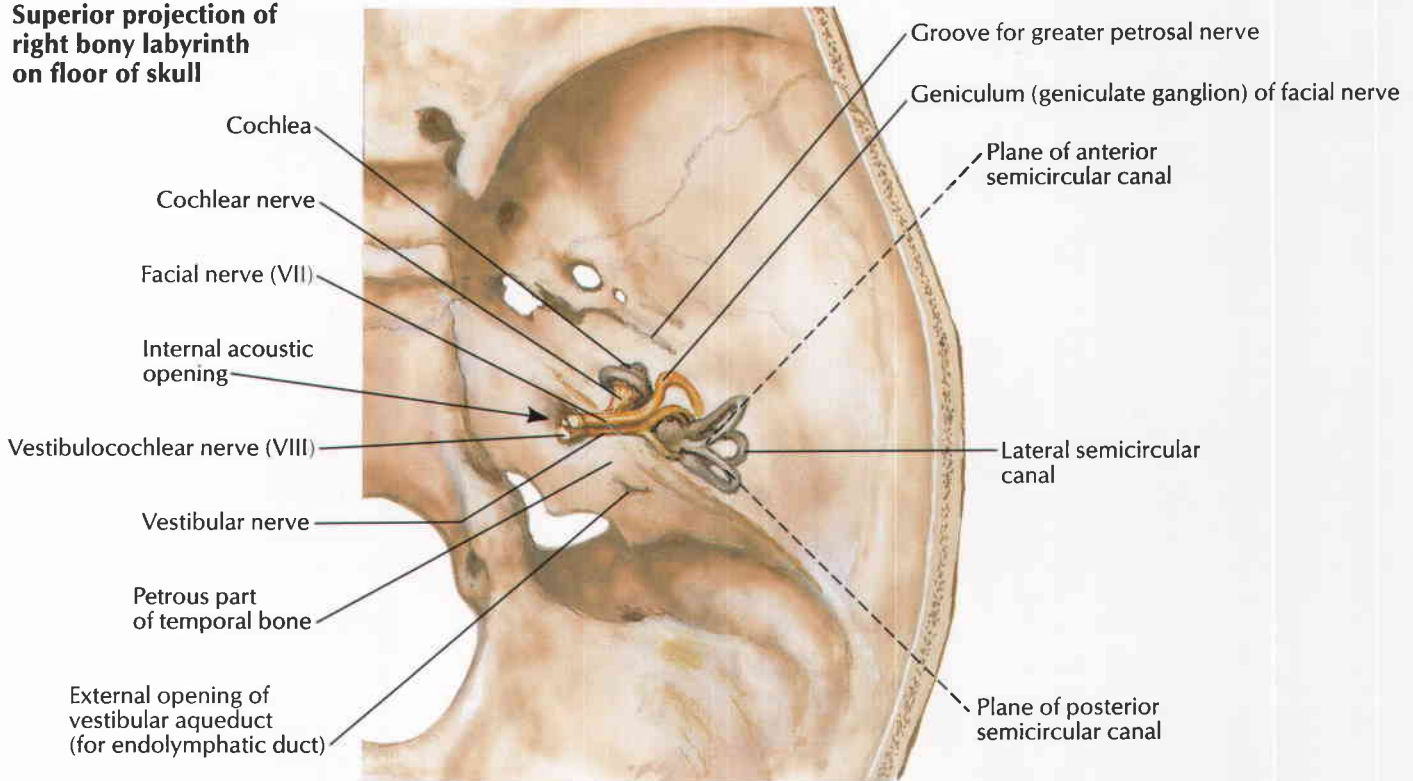 Superior projection of
right bony labyrinth
on floor of skull
Cochlea
Cochlear nerve
Facial nerve (VII)
Internal acoustic
opening
Vestibulocochlear nerve (VIII)
Vestibular nerve
Petrous part
of temporal bone
External opening of
vestibular aqueduct
(for endolymphatic duct)
Groove for greater petrosal nerve
Geniculum (geniculate ganglion) of facial nerve
Plane of anterior
semicircular canal
Lateral semicircular
canal
Plane of posterior
semicircular canal